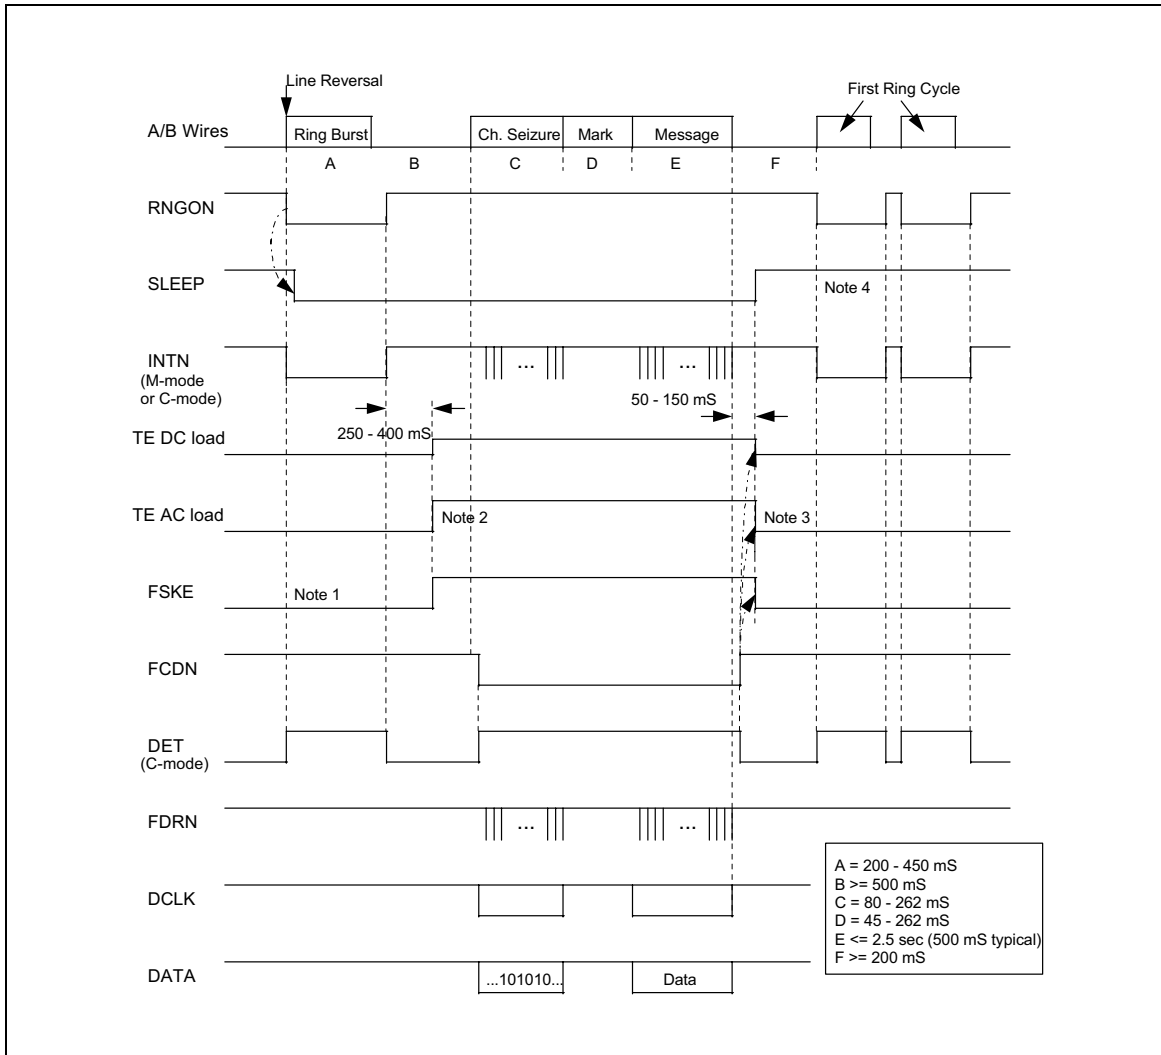 Line Reversal
First Ring Cycle
A/B Wires
Ring Burst
Ch. Seizure
Mark
Message
A
B
C
D
E
F
RNGON
SLEEP
Note 4
INTN
(M-mode
or C-mode)
...
...
50 - 150 mS
250 - 400 mS
TE DC load
TE AC load
Note 2
Note 3
FSKE
Note 1
FCDN
DET
(C-mode)
FDRN
...
...
DCLK
DATA
...101010...
Data
A = 200 - 450 mS
B >= 500 mS
C = 80 - 262 mS
D = 45 - 262 mS
E <= 2.5 sec (500 mS typical)
F >= 200 mS